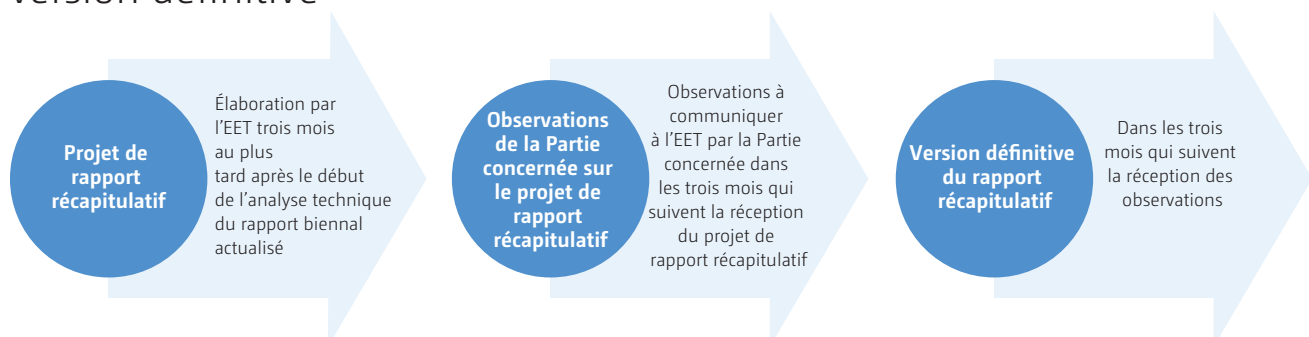 version définitive
Projet de
rapport
récapitulatif
Élaboration par
l'EET trois mois
au plus
tard après le début
de l'analyse technique
du rapport biennal
actualisé
Observations
de la Partie
concernée sur
le projet de
rapport
récapitulatif
Observations à
communiquer
à l'EET par la Partie
concernée dans
les trois mois qui
suivent la réception
du projet de
rapport récapitulatif
Version définitive
du rapport
récapitulatif
Dans les trois
mois qui suivent
la réception des
observations